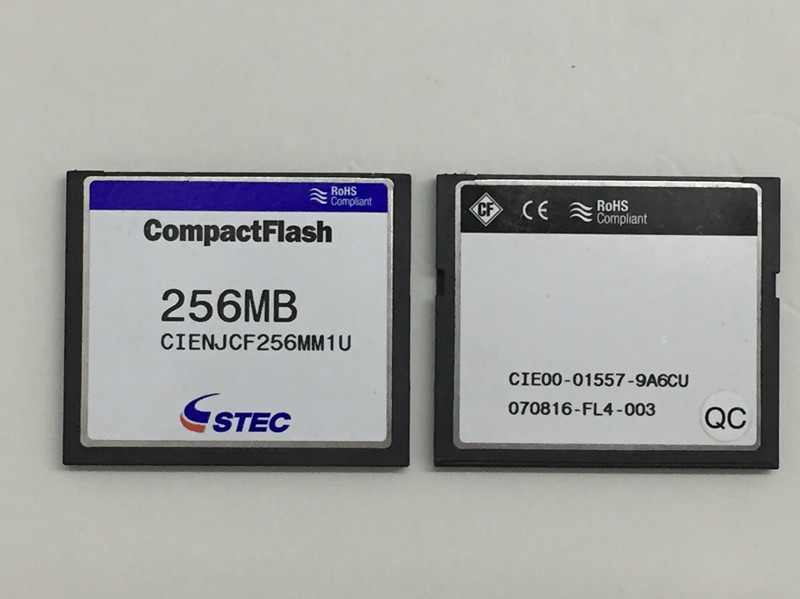 RoHS
Compliant
CompactFlash
256MB
CIENJCF256MM1U
STEC
CF CE RoHS
Compliant
CIE00-01557-9A6CU
070816-FL4-003
QC